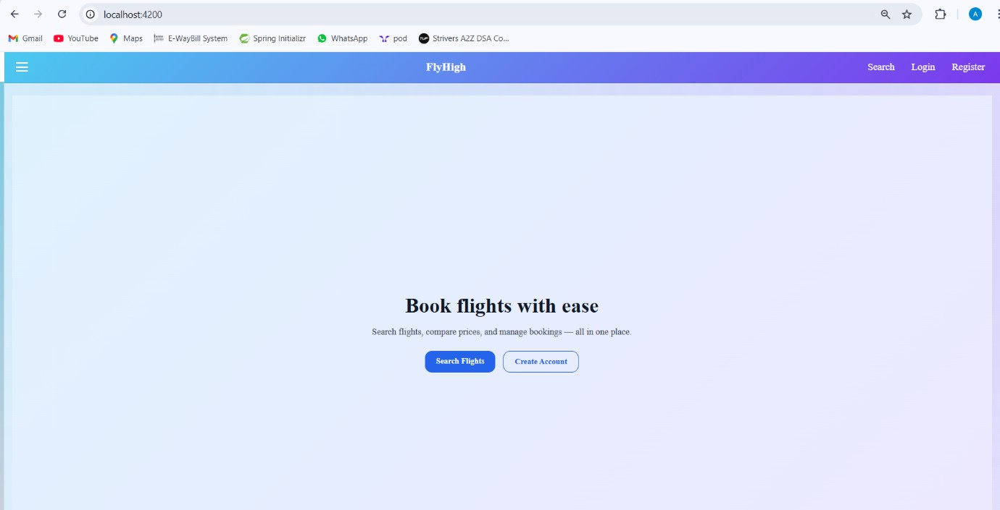 localhost:4200
A
Gmail YouTube Maps E-WayBill System Spring Initializr WhatsApp pod TUF Strivers A2Z DSA Co...
FlyHigh Search Login Register
Book flights with ease
Search flights, compare prices, and manage bookings — all in one place.
Search Flights Create Account